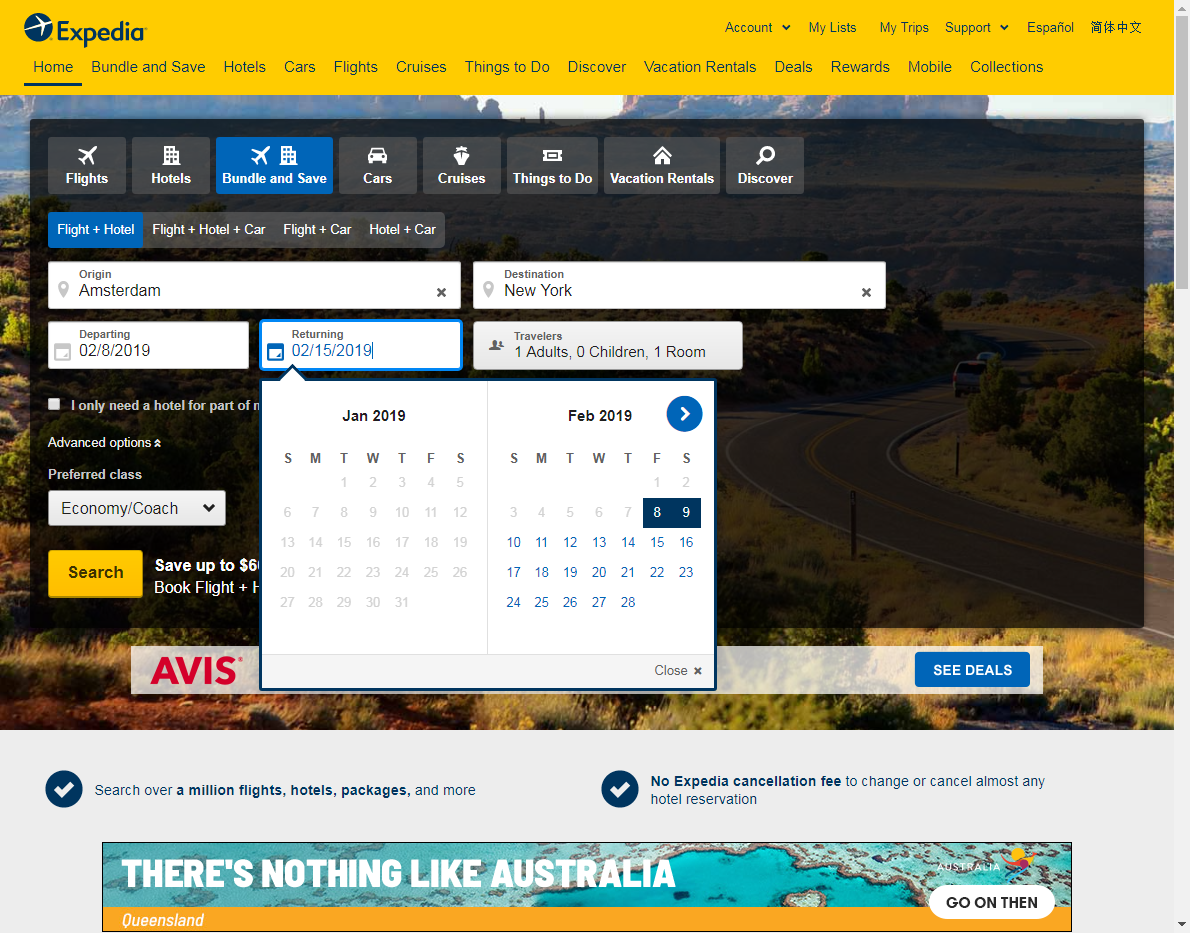 Expedia
Account My Lists My Trips Support Español 简体中文
Home Bundle and Save Hotels Cars Flights Cruises Things to Do Discover Vacation Rentals Deals Rewards Mobile Collections
Flights Hotels Bundle and Save Cars Cruises Things to Do Vacation Rentals Discover
Flight + Hotel Flight + Hotel + Car Flight + Car Hotel + Car
Origin
Amsterdam
Destination
New York
Departing
02/8/2019
Returning
02/15/2019
Travelers
1 Adults, 0 Children, 1 Room
I only need a hotel for part of
Advanced options
Preferred class
Economy/Coach
Search
Save up to
Book Flight +
Jan 2019
S M T W T F S
1 2 3 4 5
6 7 8 9 10 11 12
13 14 15 16 17 18 19
20 21 22 23 24 25 26
27 28 29 30 31
Feb 2019
S M T W T F S
1 2
3 4 5 6 7 8 9
10 11 12 13 14 15 16
17 18 19 20 21 22 23
24 25 26 27 28
Close
AVIS
SEE DEALS
Search over a million flights, hotels, packages, and more
No Expedia cancellation fee to change or cancel almost any
hotel reservation
THERE'S NOTHING LIKE AUSTRALIA
Queensland
AUSTRALIA
GO ON THEN